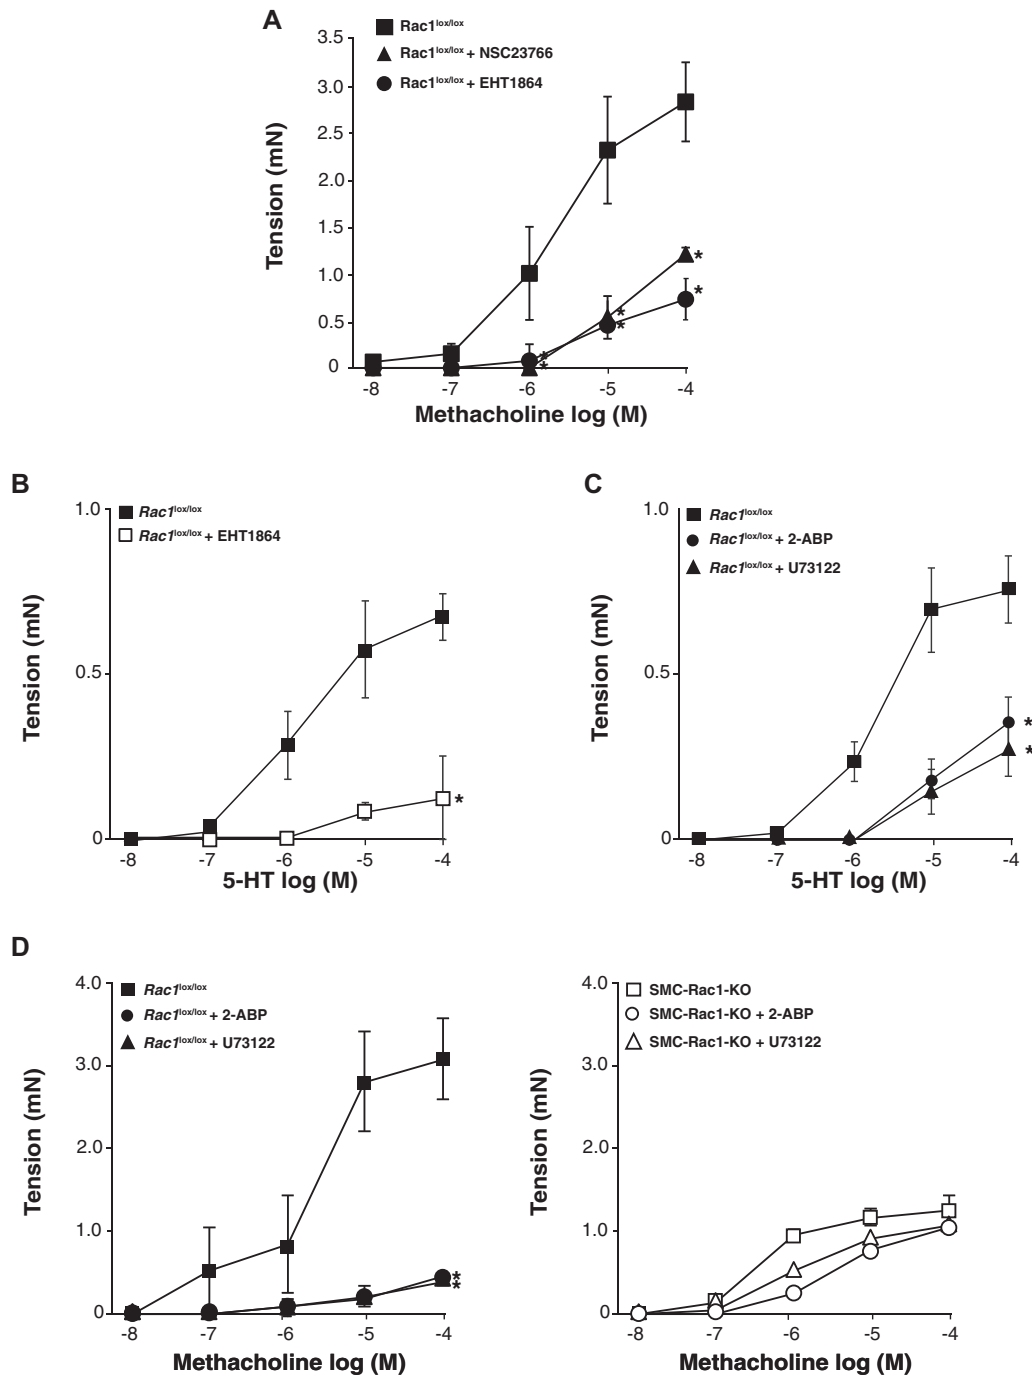 A
Rac1lox/lox
Rac1lox/lox + NSC23766
Rac1lox/lox + EHT1864
3.5
3.0
2.5
2.0
1.5
1.0
0.5
0
Tension (mN)
*
*
*
*
*
*
-8 -7 -6 -5 -4
Methacholine log (M)
B
Rac1lox/lox
Rac1lox/lox + EHT1864
1.0
0.5
0
Tension (mN)
*
-8 -7 -6 -5 -4
5-HT log (M)
C
Rac1lox/lox
Rac1lox/lox + 2-ABP
Rac1lox/lox + U73122
1.0
0.5
0
Tension (mN)
*
*
-8 -7 -6 -5 -4
5-HT log (M)
D
Rac1lox/lox
Rac1lox/lox + 2-ABP
Rac1lox/lox + U73122
4.0
3.0
2.0
1.0
0
Tension (mN)
*
*
-8 -7 -6 -5 -4
Methacholine log (M)
SMC-Rac1-KO
SMC-Rac1-KO + 2-ABP
SMC-Rac1-KO + U73122
4.0
3.0
2.0
1.0
0
Tension (mN)
-8 -7 -6 -5 -4
Methacholine log (M)